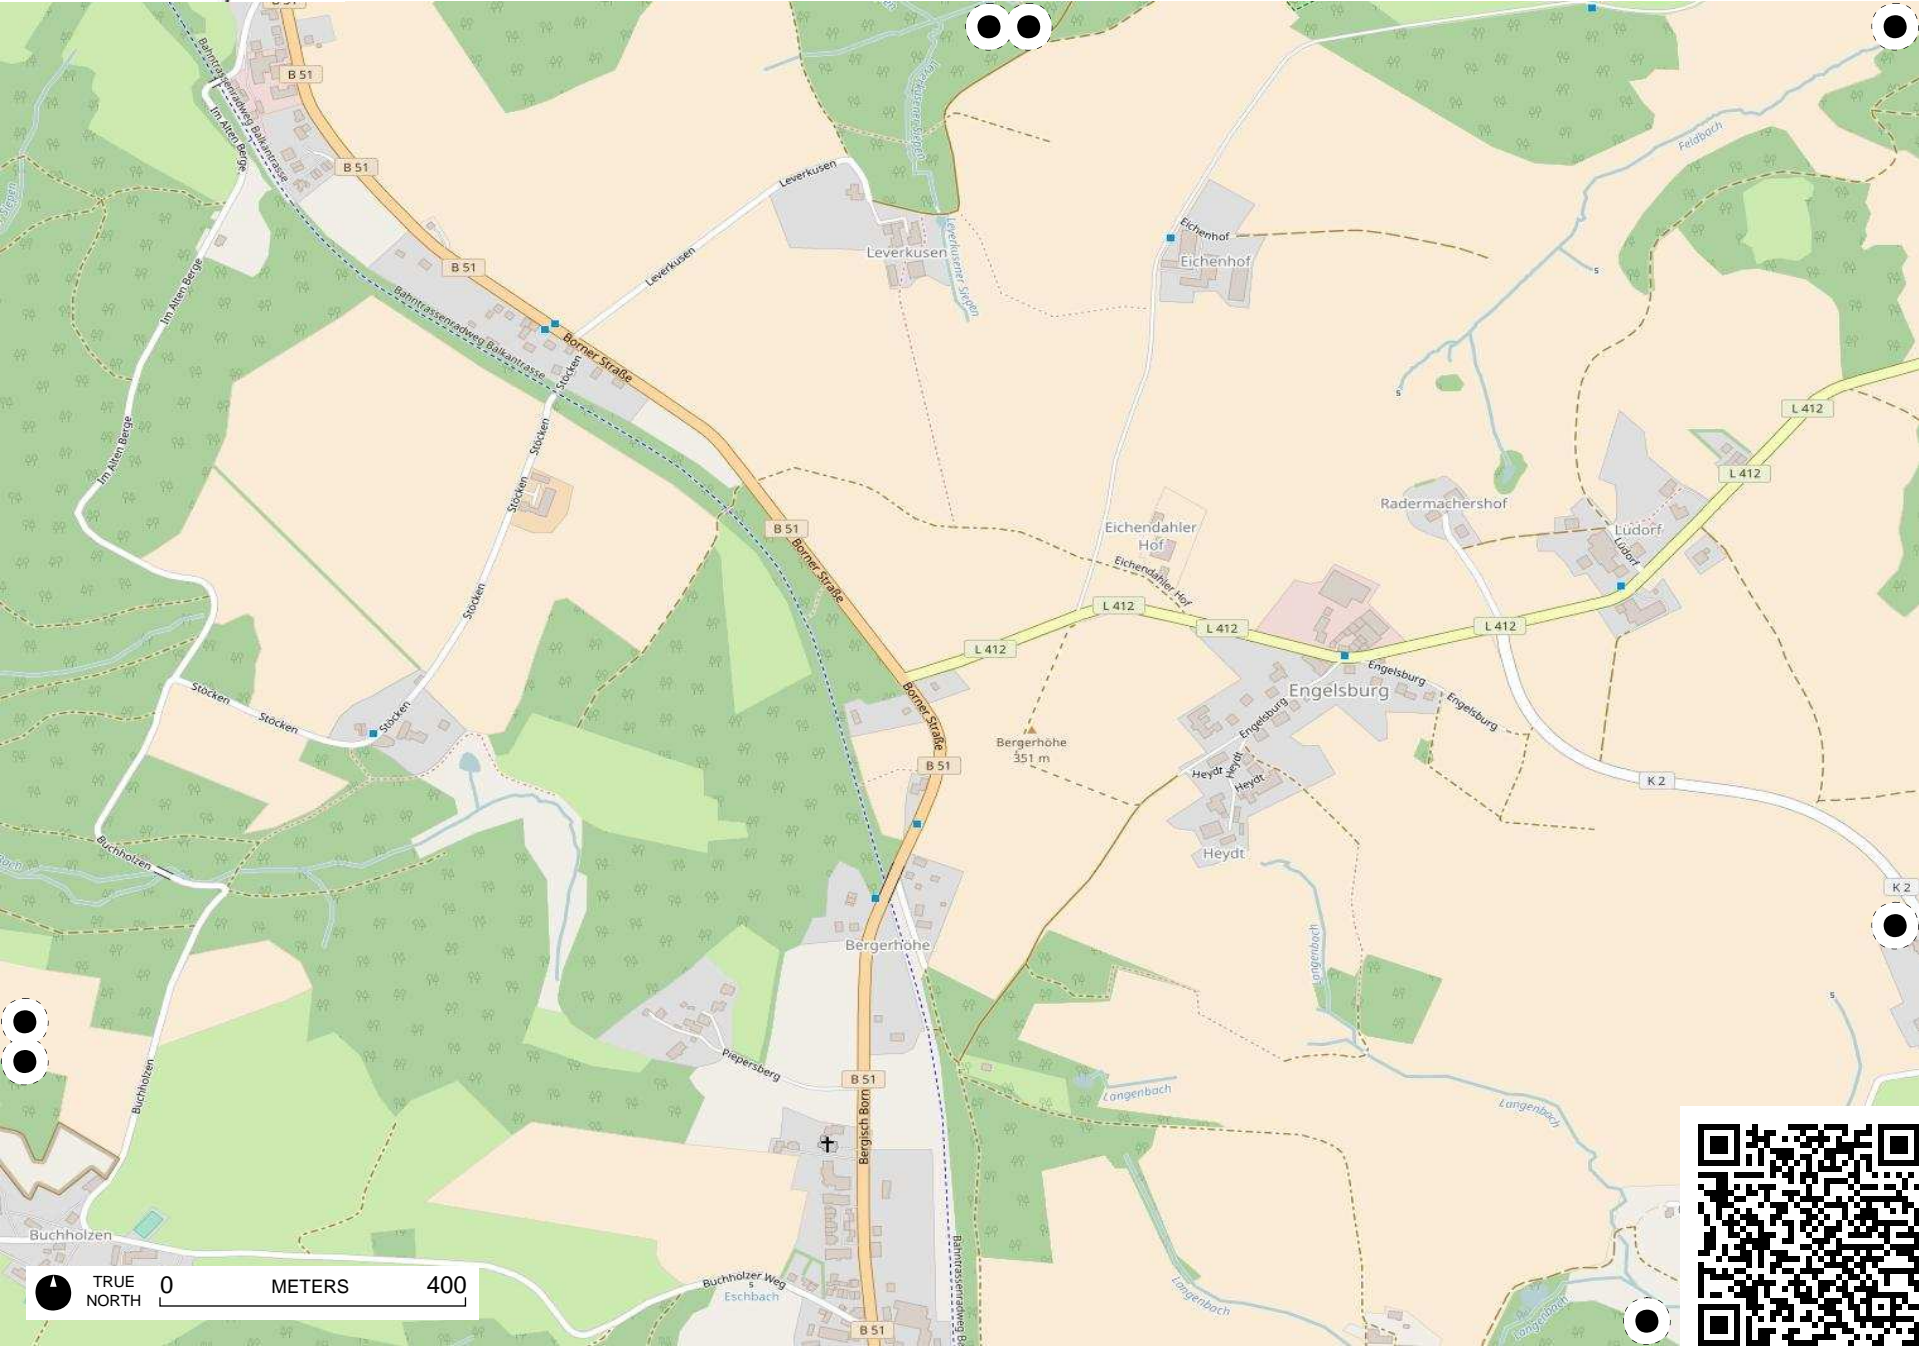 B 51
Bahntrassenradweg Balkantrasse
Im Alten Berge
B 51
Leverkusen
Leverkusen
Leverkusen
Leverkusener Siepen
Leverkusener Siepen
Eichenhof
Eichenhof
Feldbach
s
s
Im Alten Berge
B 51
Bahntrassenradweg Balkantrasse
Borner Straße
Stöcken
Stöcken
Stöcken
Im Alten Berge
L 412
L 412
Radermachershof
Lüdorf
Lüdorf
Eichendahler
Hof
Eichendahler Hof
B 51
Borner Straße
Stöcken
L 412
L 412
L 412
L 412
Engelsburg
Engelsburg
Engelsburg
Engelsburg
Stöcken
Stöcken
Stöcken
Borner Straße
Bergerhöhe
351 m
B 51
Heydt
Heydt
Heydt
Heydt
K 2
K 2
Buchholzen
Bergerhöhe
Langenbach
s
Piepersberg
B 51
Bergisch Born
Buchholzen
Langenbach
Langenbach
Buchholzen
Buchholzer Weg
s
Eschbach
B 51
Langenbach
Langenbach
TRUE
NORTH
0 METERS 400